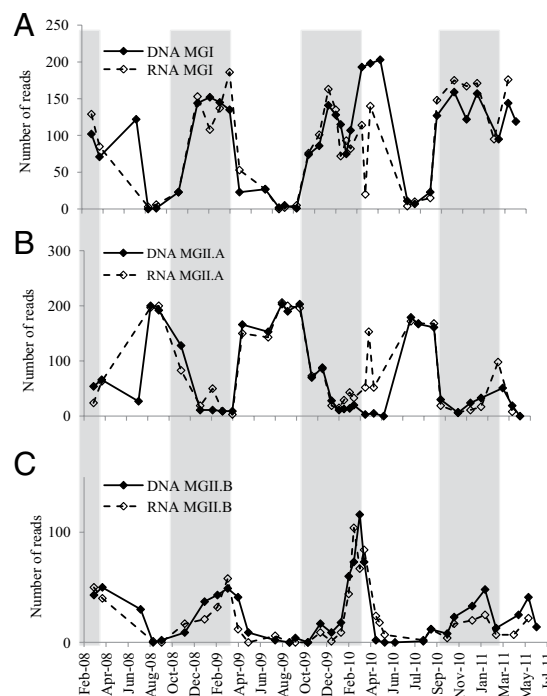 A
250
200
150
100
50
0
Number of reads
DNA MGI
RNA MGI
B
300
200
100
0
Number of reads
DNA MGII.A
RNA MGII.A
C
100
0
Number of reads
DNA MGII.B
RNA MGII.B
Feb-08
Apr-08
Jun-08
Aug-08
Oct-08
Dec-08
Feb-09
Apr-09
Jun-09
Aug-09
Oct-09
Dec-09
Feb-10
Apr-10
Jun-10
Jul-10
Sep-10
Nov-10
Jan-11
Mar-11
May-11